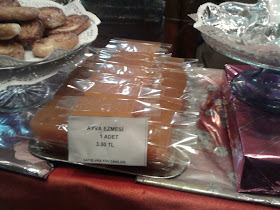 AYVA EZMESİ
1 ADET
3.50 TL